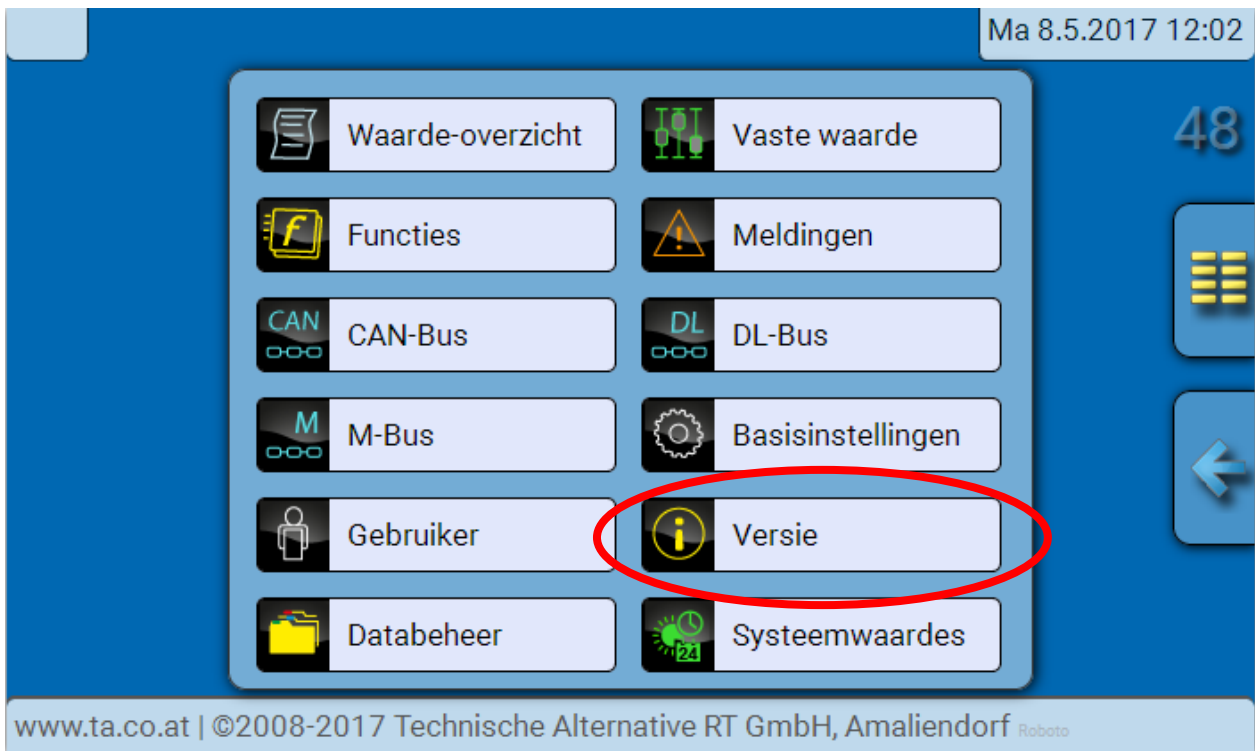 Ma 8.5.2017 12:02
48
Waarde-overzicht
Vaste waarde
f Functies
Meldingen
CAN CAN-Bus
DL DL-Bus
M M-Bus
Basisinstellingen
Gebruiker
i Versie
Databeheer
24 Systeemwaardes
www.ta.co.at | ©2008-2017 Technische Alternative RT GmbH, Amaliendorf Roboto